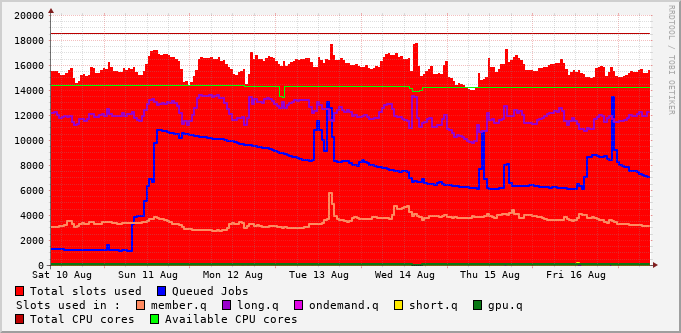 20000
18000
16000
14000
12000
10000
8000
6000
4000
2000
0
Sat 10 Aug Sun 11 Aug Mon 12 Aug Tue 13 Aug Wed 14 Aug Thu 15 Aug Fri 16 Aug
Total slots used Queued Jobs
Slots used in : member.q long.q ondemand.q short.q gpu.q
Total CPU cores Available CPU cores
RRDTOOL / TOBI OETIKER